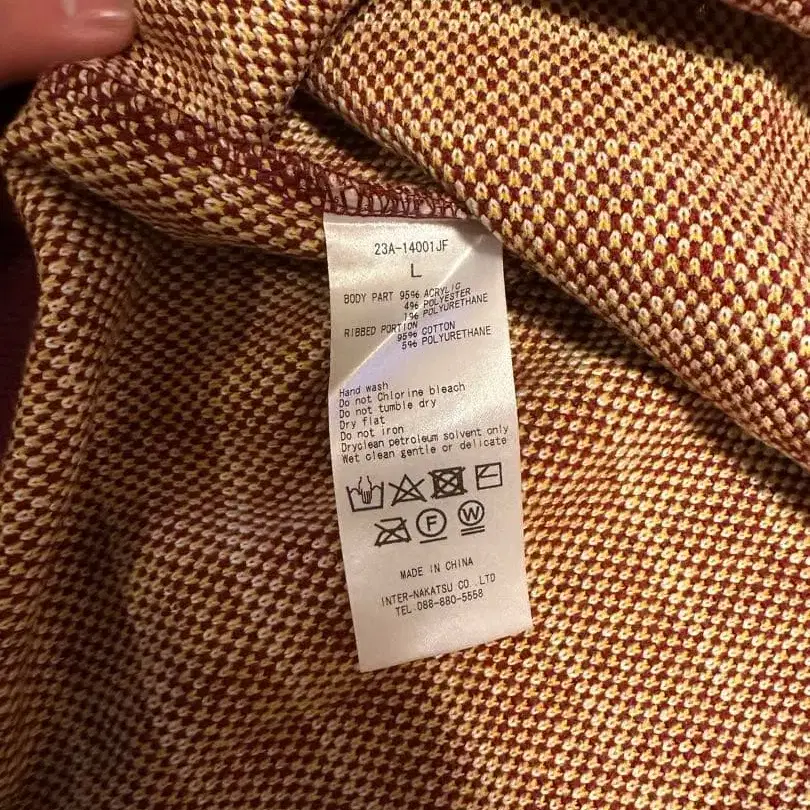 23A-14001JF
L
BODY PART 95% ACRYLIC
4% POLYESTER
1% POLYURETHANE
RIBBED PORTION
95% COTTON
5% POLYURETHANE
Hand wash
Do not Chlorine bleach
Do not tumble dry
Dry flat
Do not iron
Dryclean petroleum solvent only
Wet clean gentle or delicate
F W
MADE IN CHINA
INTER-NAKATSU CO.,LTD
TEL.088-880-5558